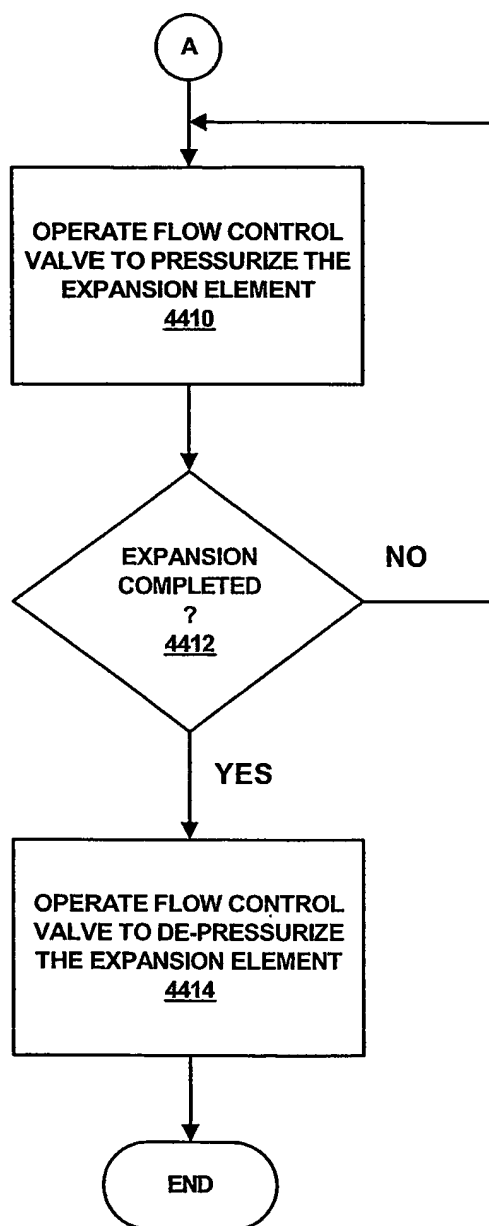 A
OPERATE FLOW CONTROL
VALVE TO PRESSURIZE THE
EXPANSION ELEMENT
4410
EXPANSION
COMPLETED
?
4412
NO
YES
OPERATE FLOW CONTROL
VALVE TO DE-PRESSURIZE
THE EXPANSION ELEMENT
4414
END